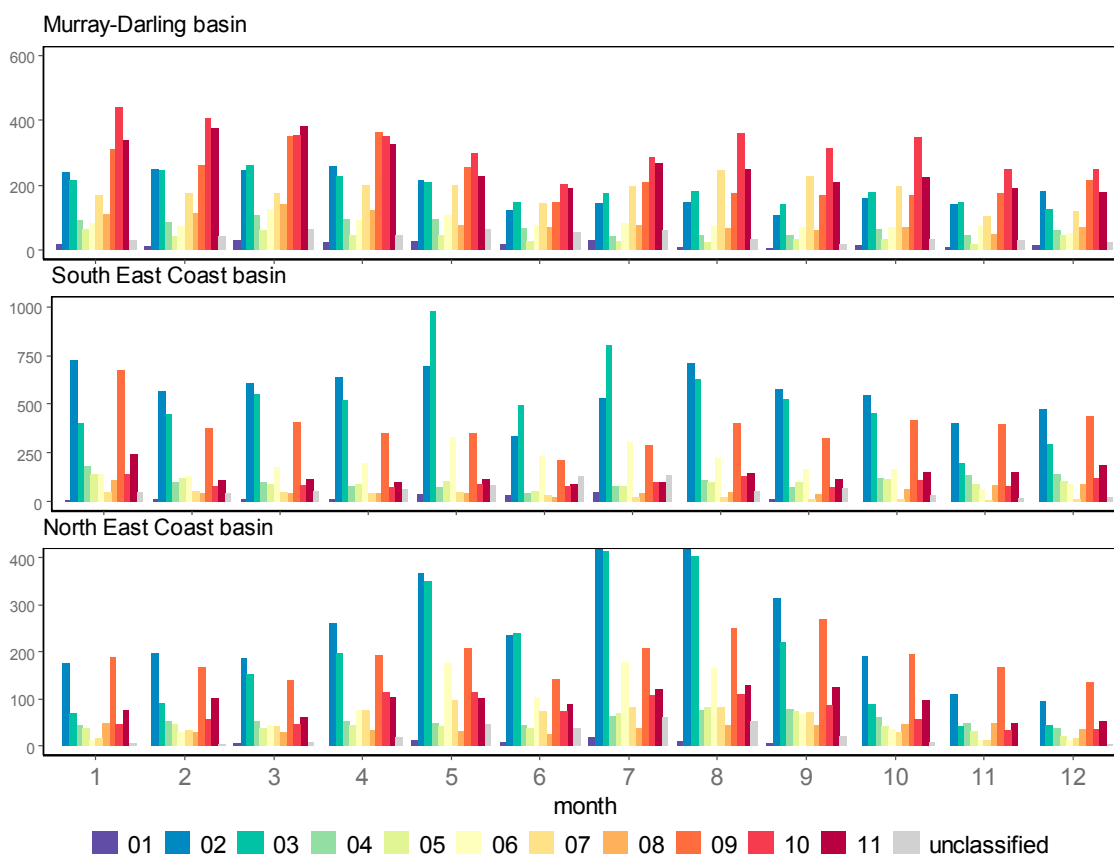 Murray-Darling basin
600
400
200
0
South East Coast basin
1000
750
500
250
0
North East Coast basin
400
300
200
100
0
1 2 3 4 5 6 7 8 9 10 11 12
month
01 02 03 04 05 06 07 08 09 10 11 unclassified